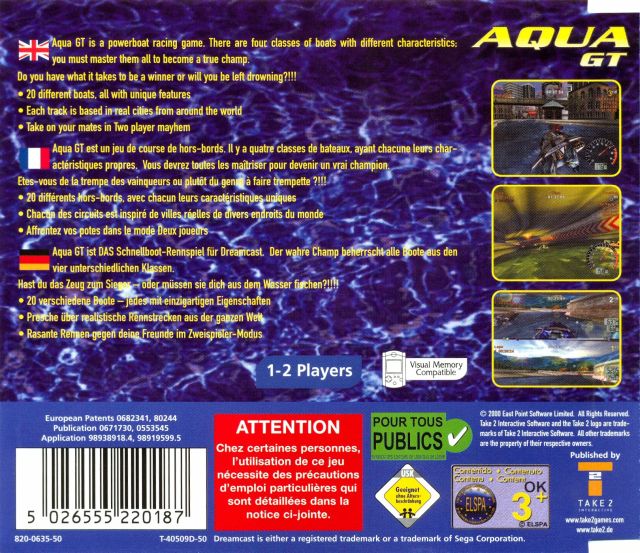 AQUA
GT
Aqua GT is a powerboat racing game. There are four classes of boats with different characteristics:
you must master them all to become a true champ.
Do you have what it takes to be a winner or will you be left drowning?!!!
• 20 different boats, all with unique features
• Each track is based in real cities from around the world
• Take on your mates in Two player mayhem
Aqua GT est un jeu de course de hors-bords. Il y a quatre classes de bateaux, ayant chacune leurs char-
actéristiques propres. Vous devrez toutes les maîtriser pour devenir un vrai champion.
Etes-vous de la trempe des vainqueurs ou plutôt du genre à faire trempette ?!!!
• 20 différents hors-bords, avec chacun leurs caractéristiques uniques
• Chacun des circuits est inspiré de villes réelles de divers endroits du monde
• Affrontez vos potes dans le mode Deux joueurs
Aqua GT ist DAS Schnellboot-Rennspiel für Dreamcast. Der wahre Champ beherrscht alle Boote aus den
vier unterschiedlichen Klassen.
Hast du das Zeug zum Sieger – oder müssen sie dich aus dem Wasser fischen?!!!
• 20 verschiedene Boote – jedes mit einzigartigen Eigenschaften
• Presche über realistische Rennstrecken aus der ganzen Welt
• Rasante Rennen gegen deine Freunde im Zweispieler-Modus
1-2 Players
Visual Memory
Compatible
European Patents 0682341, 80244
Publication 0671730, 0553545
Application 98938918.4, 98919599.5
5 026555 220187
820-0635-50
ATTENTION
Chez certaines personnes,
l'utilisation de ce jeu
nécessite des précautions
d'emploi particulières qui
sont détaillées dans la
notice ci-jointe.
POUR TOUS
PUBLICS
USK
Geeignet
ohne Alters-
beschränkung
Contenido • Contenuto
Contenu • Content
ELSPA
OK
3+
© ELSPA
© 2000 East Point Software Limited. All Rights Reserved.
Take 2 Interactive Software and the Take 2 logo are trade-
marks of Take 2 Interactive Software. All other trademarks
are the property of their respective owners.
Published by
TAKE 2
INTERACTIVE
www.take2games.com
www.take2.de
T-40509D-50 Dreamcast is either a registered trademark or a trademark of Sega Corporation.